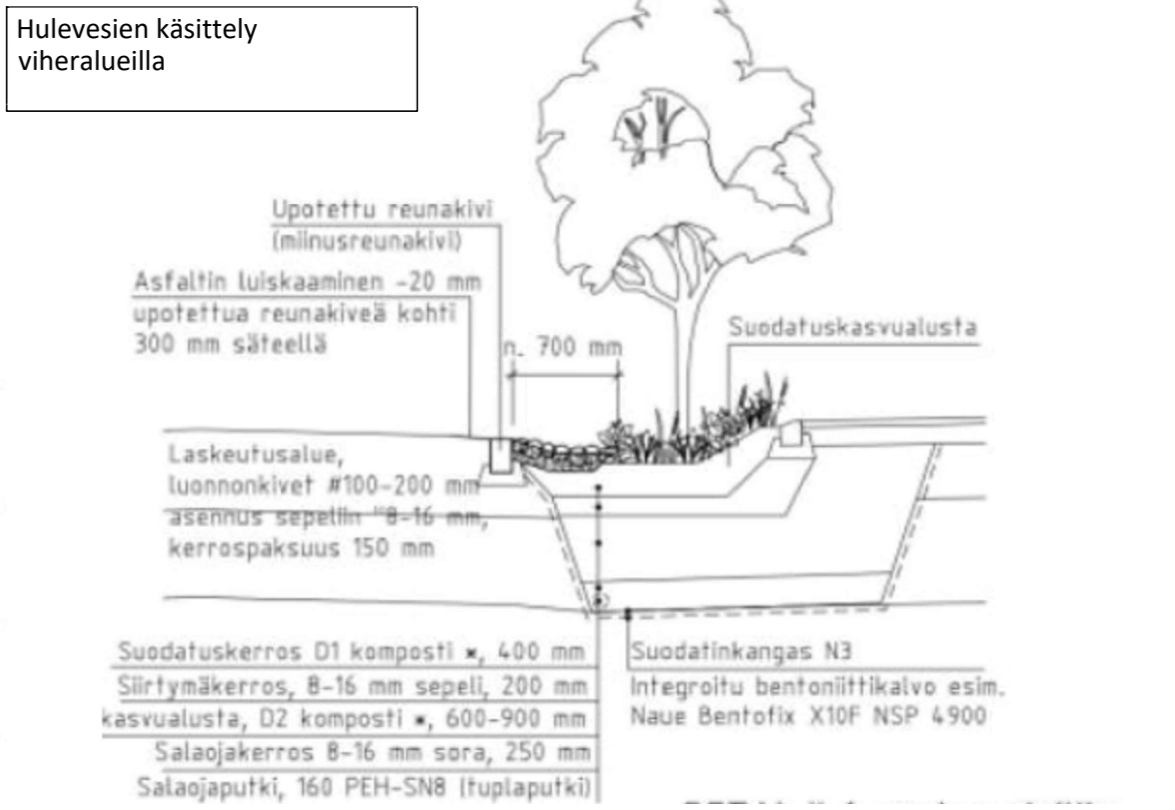 Hulevesien käsittely
viheralueilla
Upotettu reunakivi
(miinusreunakivi)
Asfaltin luiskaaminen -20 mm
upotettua reunakiveä kohti
300 mm säteellä
n. 700 mm
Suodatuskasvualusta
Laskeutusalue,
luonnonkivet #100-200 mm
asennus sepeliin "8-16 mm,
kerrospaksuus 150 mm
Suodatuskerros D1 komposti *, 400 mm
Siirtymäkerros, 8-16 mm sepeli, 200 mm
kasvualusta, D2 komposti *, 600-900 mm
Salaojakerros 8-16 mm sora, 250 mm
Salaojaputki, 160 PEH-SN8 (tuplaputki)
Suodatinkangas N3
Integroitu bentoniittikalvo esim.
Naue Bentofix X10F NSP 4900